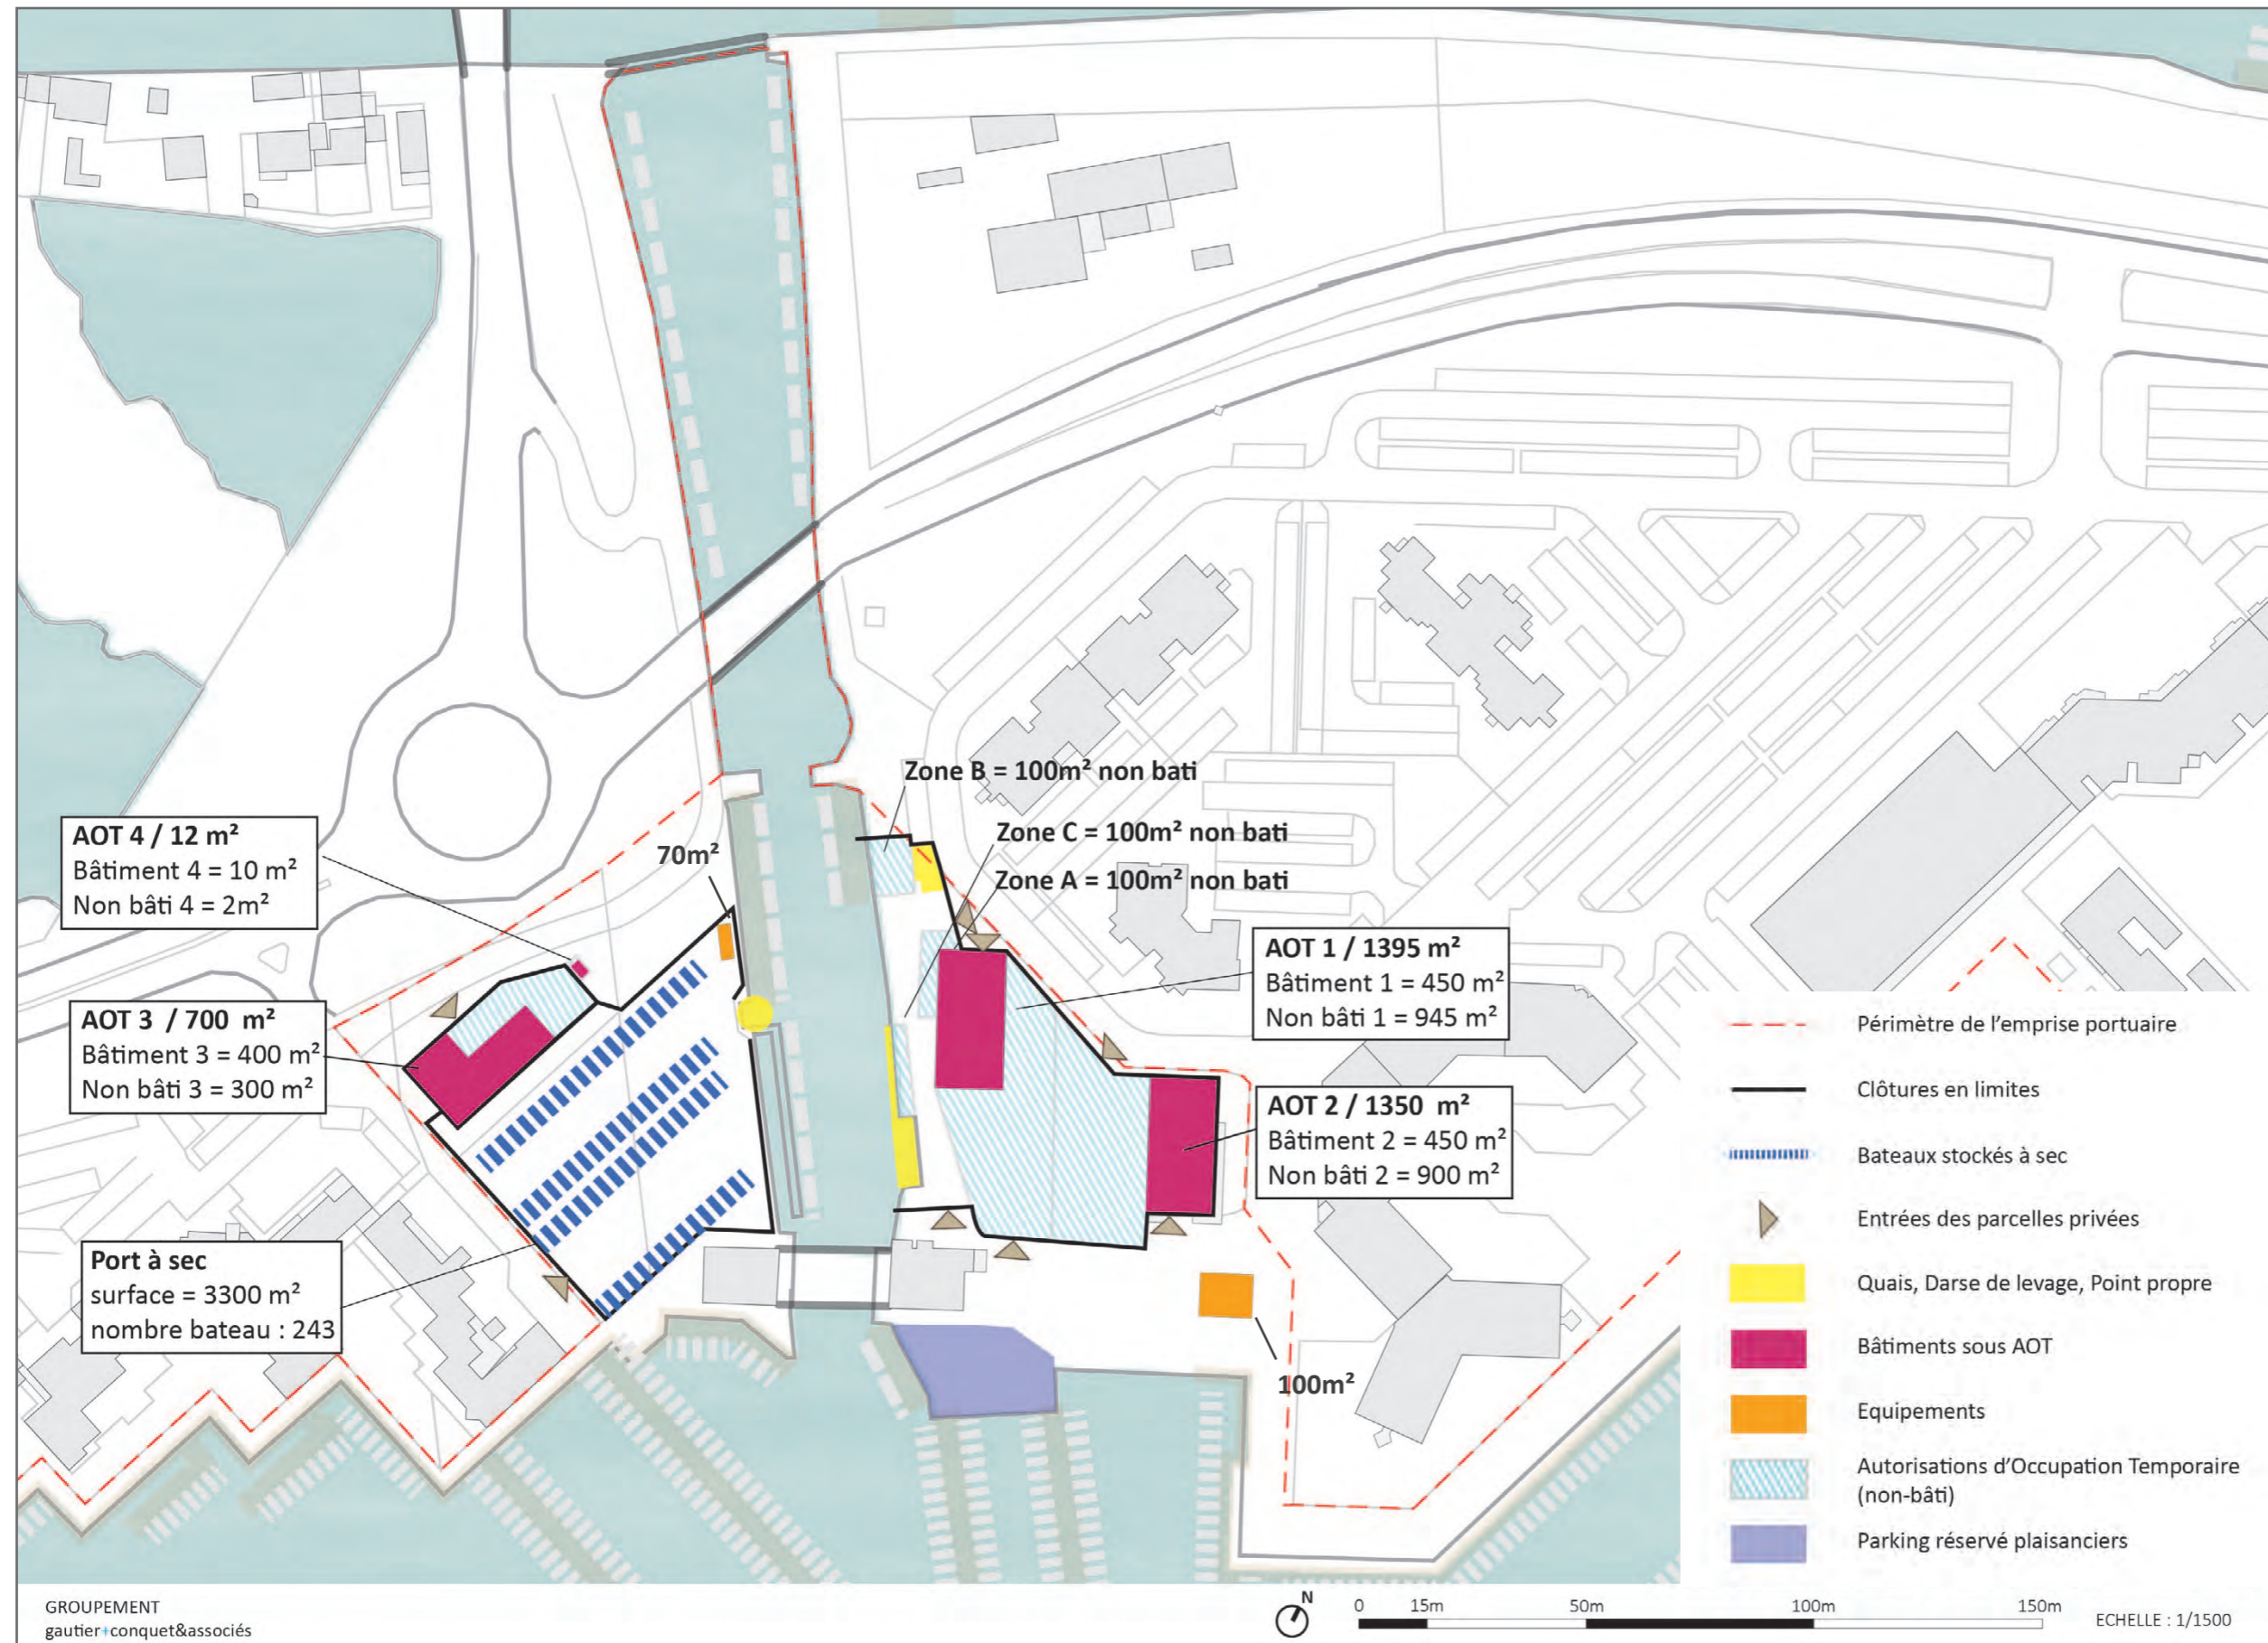 Zone B = 100m² non bati
Zone C = 100m² non bati
Zone A = 100m² non bati
70m²
AOT 4 / 12 m²
Bâtiment 4 = 10 m²
Non bâti 4 = 2m²
AOT 3 / 700 m²
Bâtiment 3 = 400 m²
Non bâti 3 = 300 m²
Port à sec
surface = 3300 m²
nombre bateau : 243
AOT 1 / 1395 m²
Bâtiment 1 = 450 m²
Non bâti 1 = 945 m²
AOT 2 / 1350 m²
Bâtiment 2 = 450 m²
Non bâti 2 = 900 m²
100m²
Périmètre de l'emprise portuaire
Clôtures en limites
Bateaux stockés à sec
Entrées des parcelles privées
Quais, Darse de levage, Point propre
Bâtiments sous AOT
Equipements
Autorisations d'Occupation Temporaire
(non-bâti)
Parking réservé plaisanciers
GROUPEMENT
gautier+conquet&associés
N
0 15m 50m 100m 150m
ECHELLE : 1/1500